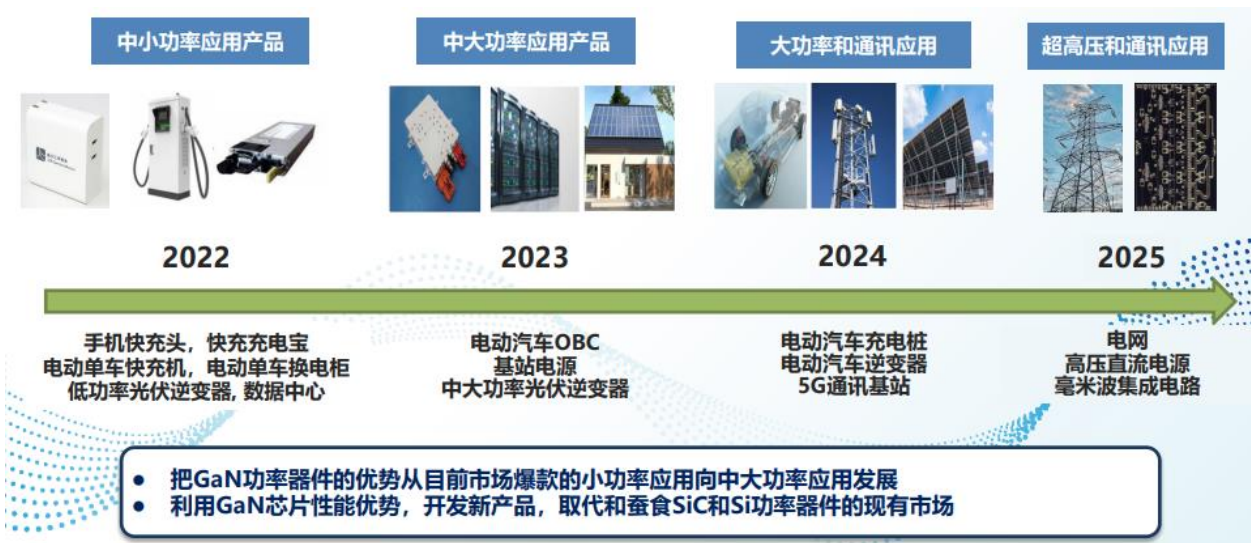 中小功率应用产品
中大功率应用产品
大功率和通讯应用
超高压和通讯应用
2022
2023
2024
2025
手机快充头，快充充电宝
电动单车快充机，电动单车换电柜
低功率光伏逆变器, 数据中心
电动汽车OBC
基站电源
中大功率光伏逆变器
电动汽车充电桩
电动汽车逆变器
5G通讯基站
电网
高压直流电源
毫米波集成电路
● 把GaN功率器件的优势从目前市场爆款的小功率应用向中大功率应用发展
● 利用GaN芯片性能优势，开发新产品，取代和蚕食SiC和Si功率器件的现有市场